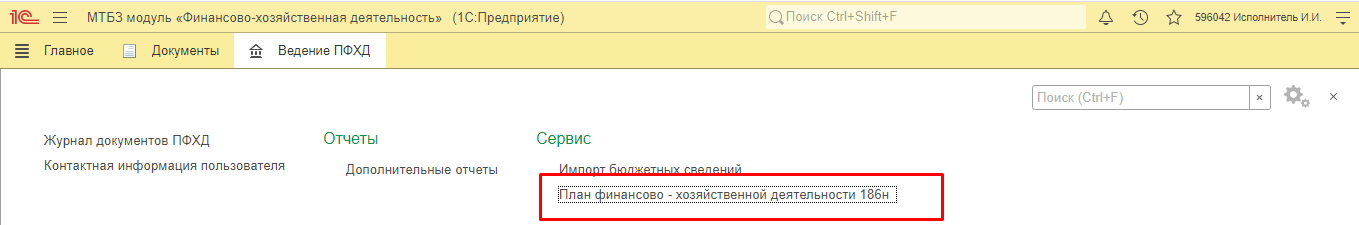 1С МТБЗ модуль «Финансово-хозяйственная деятельность» (1С:Предприятие) Поиск Ctrl+Shift+F 596042 Исполнитель И.И.
Главное Документы Ведение ПФХД
Поиск (Ctrl+F) × ×
Журнал документов ПФХД Отчеты Сервис
Контактная информация пользователя Дополнительные отчеты Импорт бюджетных сведений
План финансово - хозяйственной деятельности 186н